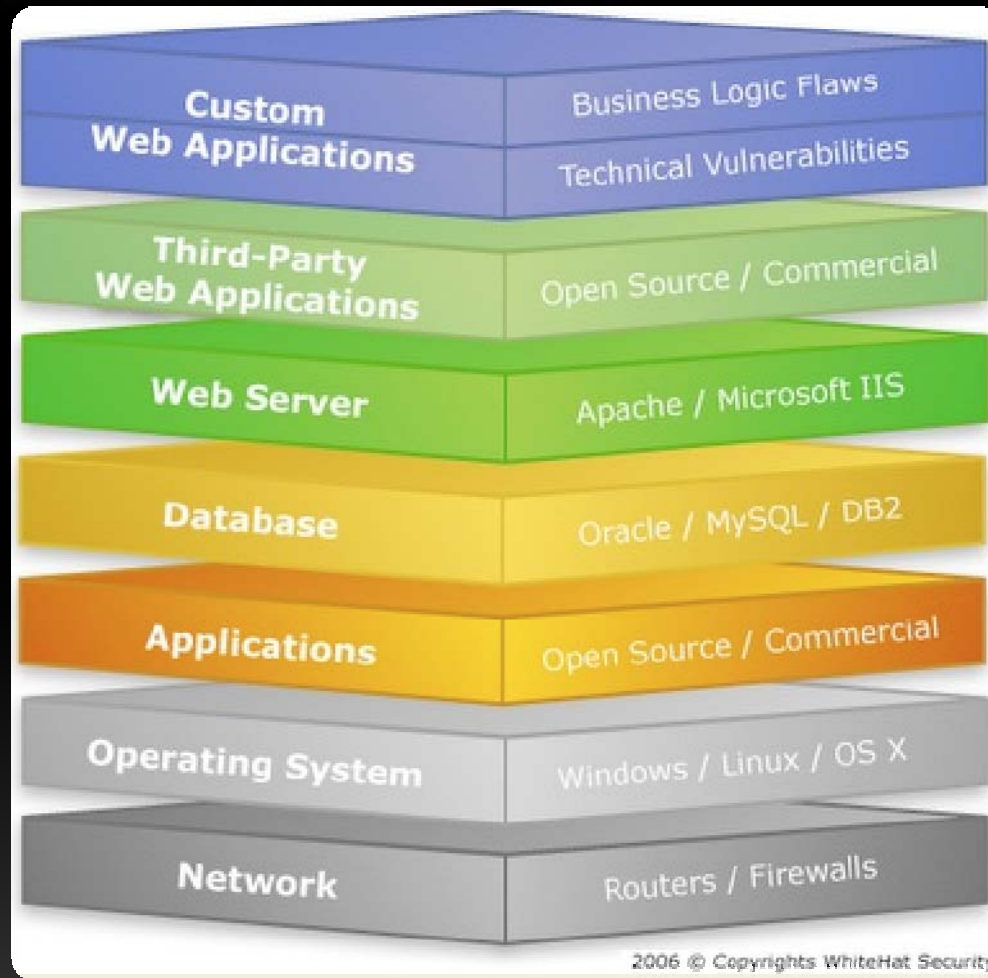 Custom
Web Applications
Business Logic Flaws
Technical Vulnerabilities
Third-Party
Web Applications
Open Source / Commercial
Web Server
Apache / Microsoft IIS
Database
Oracle / MySQL / DB2
Applications
Open Source / Commercial
Operating System
Windows / Linux / OS X
Network
Routers / Firewalls
2006 © Copyrights WhiteHat Security